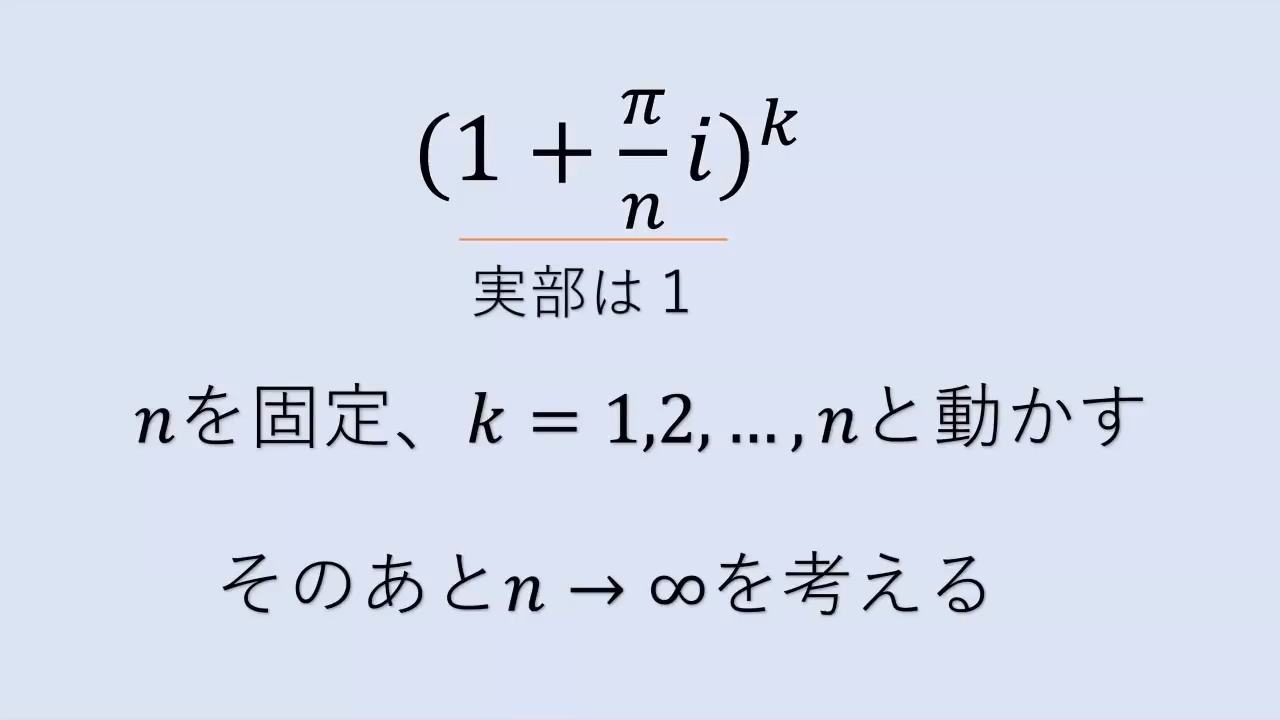 (1 + π/n i)^k
実部は 1
nを固定、k = 1,2, … , nと動かす
そのあとn → ∞を考える